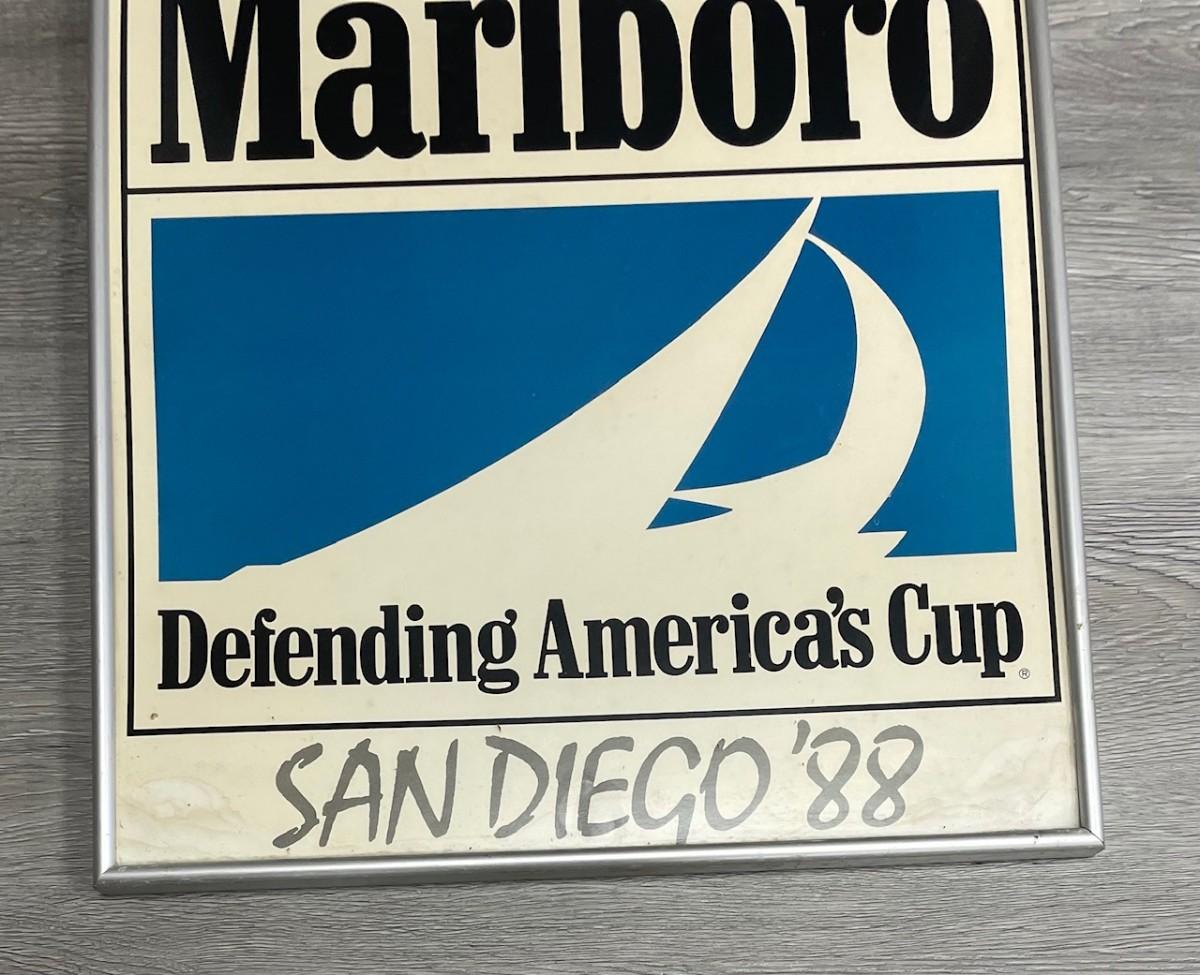 Marlboro
Defending America's Cup ®
SAN DIEGO '88